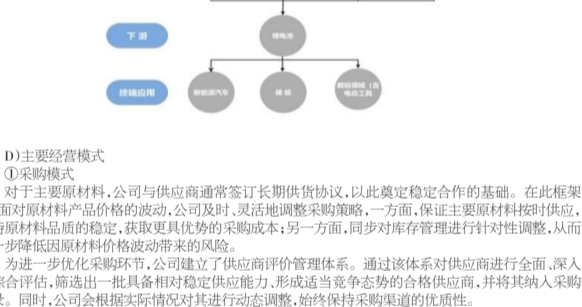 下 游
锂电池
终端应用
新能源汽车
储 能
数码领域（含
电动工具
D)主要经营模式
①采购模式
对于主要原材料,公司与供应商通常签订长期供货协议,以此奠定稳定合作的基础。在此框架
面对原材料产品价格的波动,公司及时、灵活地调整采购策略,一方面,保证主要原材料按时供应,
原材料品质的稳定,获取更具优势的采购成本;另一方面,同步对库存管理进行针对性调整,从而
步降低因原材料价格波动带来的风险。
为进一步优化采购环节,公司建立了供应商评价管理体系。通过该体系对供应商进行全面、深入
综合评估,筛选出一批具备相对稳定供应能力、形成适当竞争态势的合格供应商,并将其纳入采购
。同时,公司会根据实际情况对其进行动态调整,始终保持采购渠道的优质性。